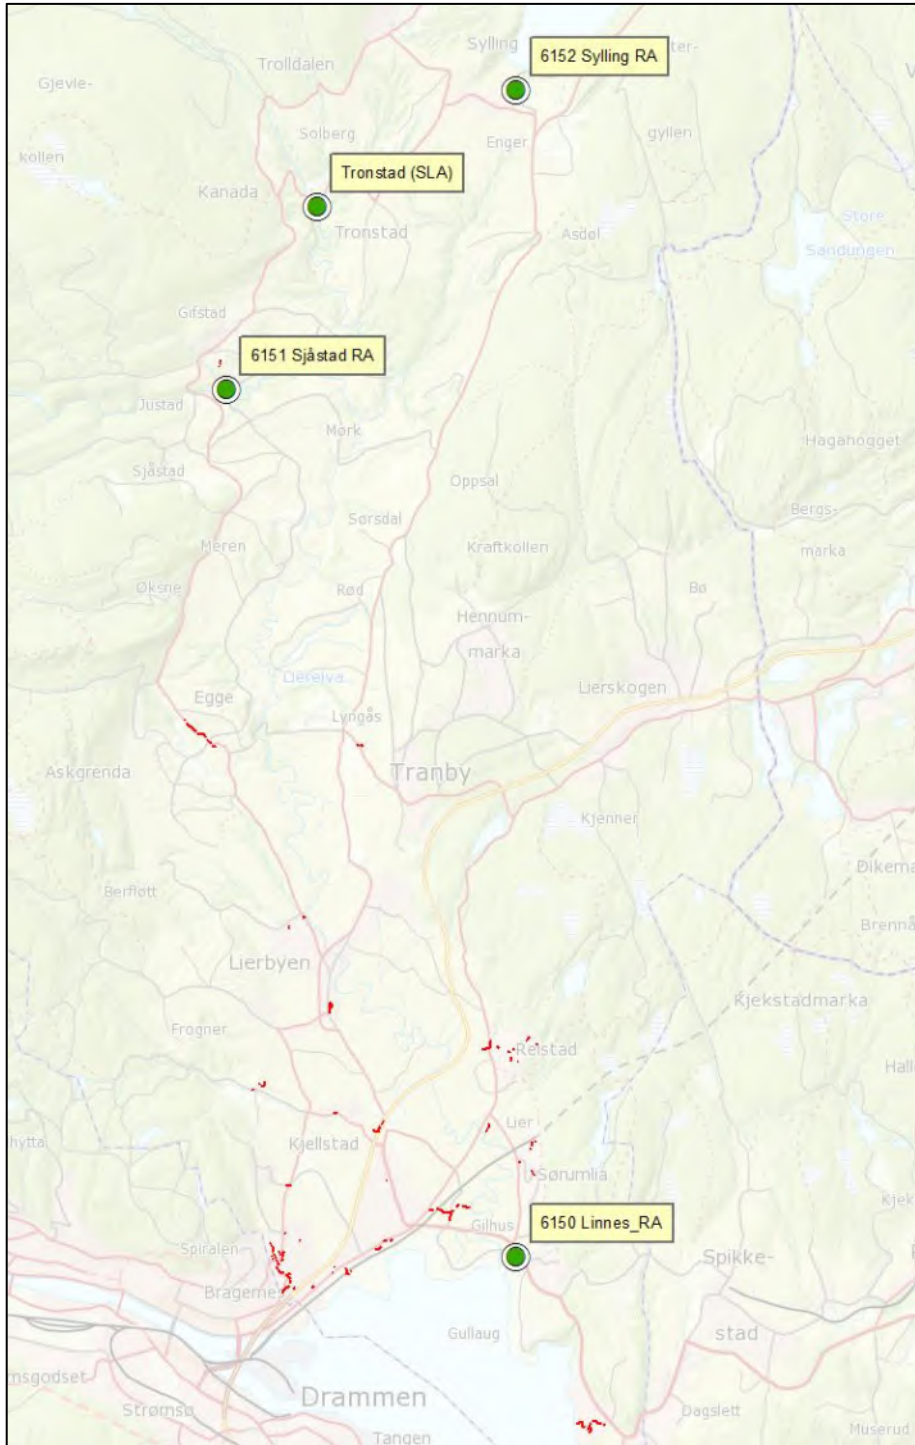 Sylling
6152 Sylling RA
Trolldalen
Gjevle-
kollen
Solberg
Enger
gyllen
Tronstad (SLA)
Kanada
Tronstad
Asdøl
Store
Sandungen
Gifstad
6151 Sjåstad RA
Justad
Mørk
Haganogget
Sjåstad
Oppsal
Sørsdal
Bergs-
marka
Meren
Kraftkollen
Øksne
Rød
Bø
Hennum-
marka
Lierelva
Egge
Lierskogen
Lyngås
Askgrenda
Tranby
Kjenner
Dikema
Berfløtt
Brennå
Lierbyen
Kjekstadmarka
Frogner
Reistad
Hall
hytta
Kjellstad
Lier
Sørumlia
Kjek
6150 Linnes_RA
Gilhus
Spiralen
Spikke-
stad
Bragernes
Gullaug
msgodset
Drammen
Strømsø
Dagslett
Tangen
Muserud